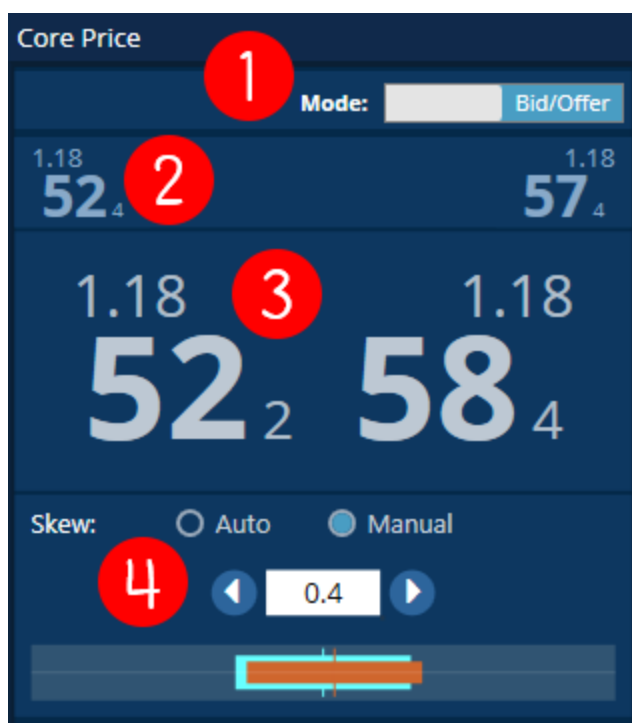 Core Price
1
Mode: Bid/Offer
1.18 1.18
52 4 2 57 4
1.18 3 1.18
52 2 58 4
Skew: Auto Manual
4 0.4